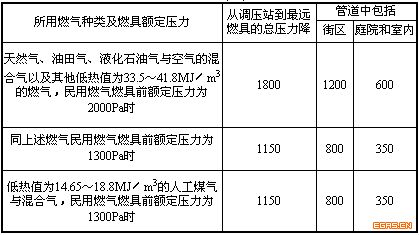 所用燃气种类及燃具额定压力
从调压站到最远
燃具的总压力降
管道中包括
街区
庭院和室内
天然气、油田气、液化石油气与空气的混
合气以及其他低热值为33.5～41.8MJ／m3
的燃气，民用燃气燃具前额定压力为
2000Pa时
1800
1200
600
同上述燃气民用燃气燃具前额定压力为
1300Pa时
1150
800
350
低热值为14.65～18.8MJ／m3的人工煤气
与混合气，民用燃气燃具前额定压力为
1300Pa时
1150
800
350
EGAS.CN